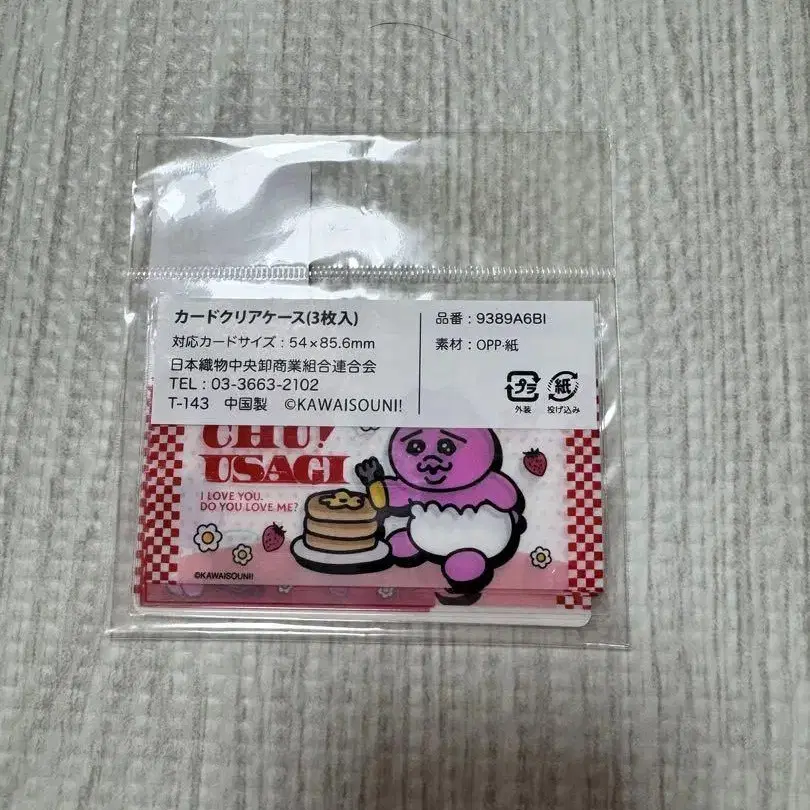 カードクリアケース(3枚入)
対応カードサイズ：54×85.6mm
日本織物中央卸商業組合連合会
TEL：03-3663-2102
T-143　中国製　©KAWAISOUNI!
品番：9389A6BI
素材：OPP・紙
プラ
外装
紙
投げ込み
CHU!
USAGI
I LOVE YOU.
DO YOU LOVE ME?
©KAWAISOUNI!